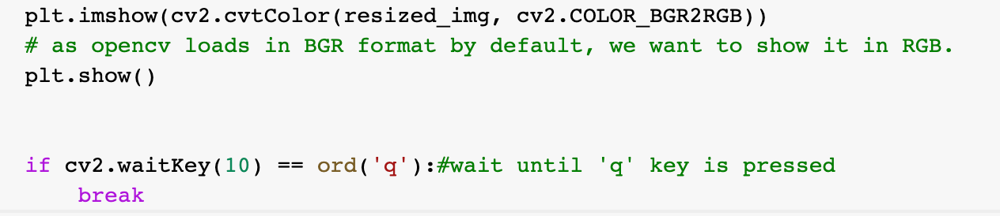 plt.imshow(cv2.cvtColor(resized_img, cv2.COLOR_BGR2RGB))
# as opencv loads in BGR format by default, we want to show it in RGB.
plt.show()
if cv2.waitKey(10) == ord('q'):#wait until 'q' key is pressed
    break